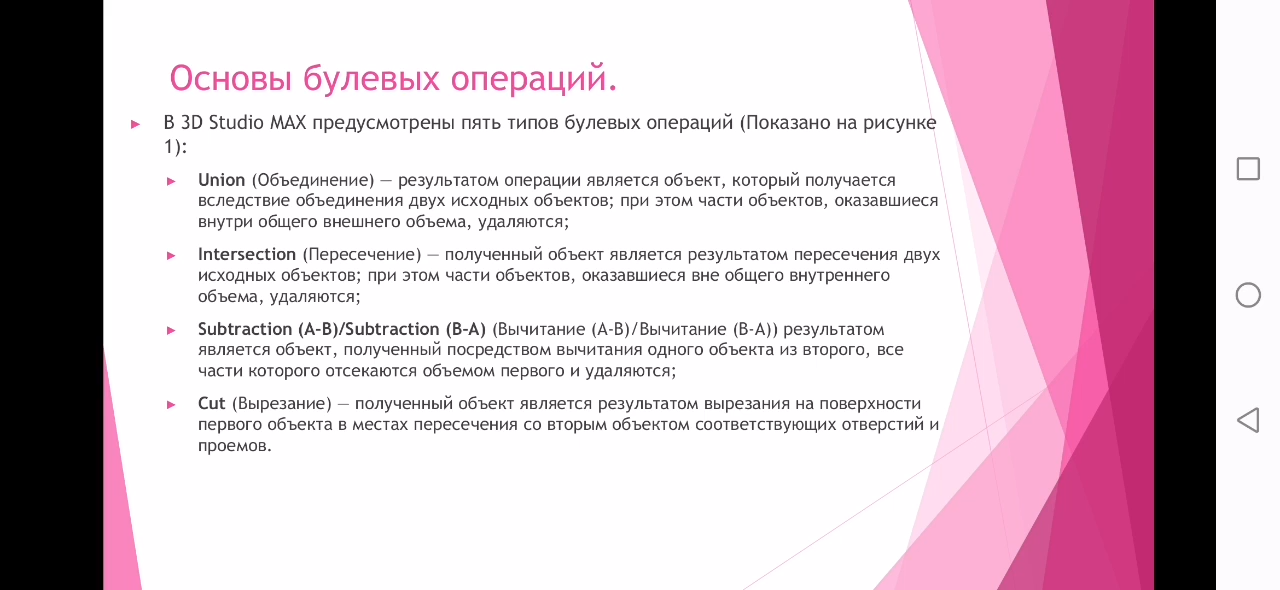 Основы булевых операций.
В 3D Studio MAX предусмотрены пять типов булевых операций (Показано на рисунке
1):
Union (Объединение) — результатом операции является объект, который получается
вследствие объединения двух исходных объектов; при этом части объектов, оказавшиеся
внутри общего внешнего объема, удаляются;
Intersection (Пересечение) — полученный объект является результатом пересечения двух
исходных объектов; при этом части объектов, оказавшиеся вне общего внутреннего
объема, удаляются;
Subtraction (A-B)/Subtraction (B-A) (Вычитание (A-B)/Вычитание (B-A)) результатом
является объект, полученный посредством вычитания одного объекта из второго, все
части которого отсекаются объемом первого и удаляются;
Cut (Вырезание) — полученный объект является результатом вырезания на поверхности
первого объекта в местах пересечения со вторым объектом соответствующих отверстий и
проемов.